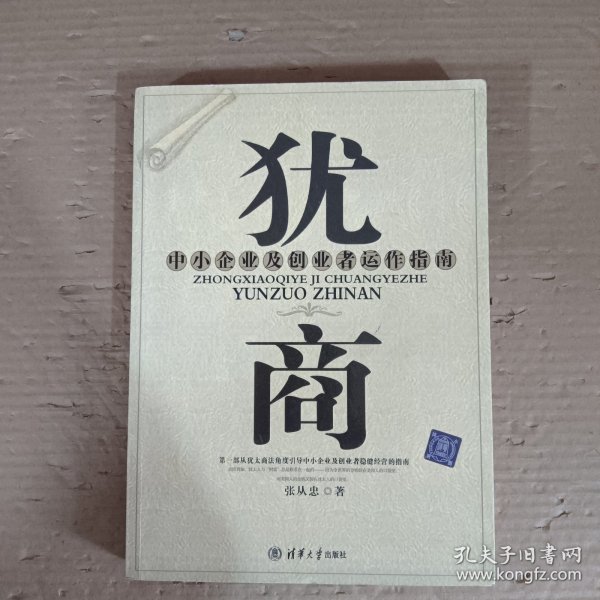 犹
中小企业及创业者运作指南
ZHONGXIAOQIYE JI CHUANGYEZHE
YUNZUO ZHINAN
商
第一部从犹太商法角度引导中小企业及创业者稳健经营的指南
张从忠 著
清华大学出版社
孔夫子旧书网
www.kongfz.com